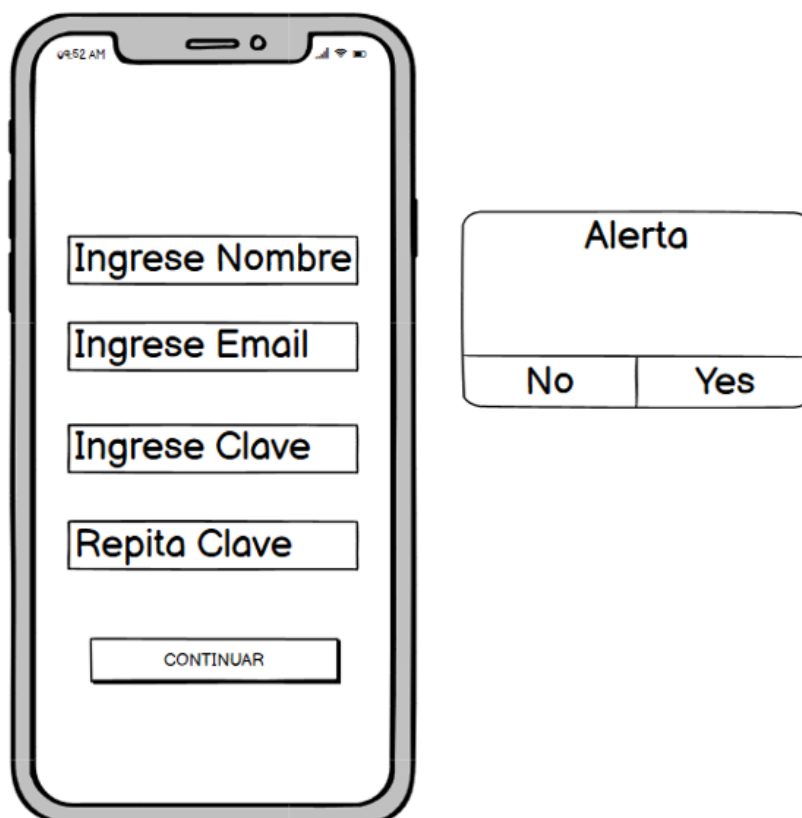 09:52 AM
Ingrese Nombre
Ingrese Email
Ingrese Clave
Repita Clave
CONTINUAR
Alerta
No
Yes